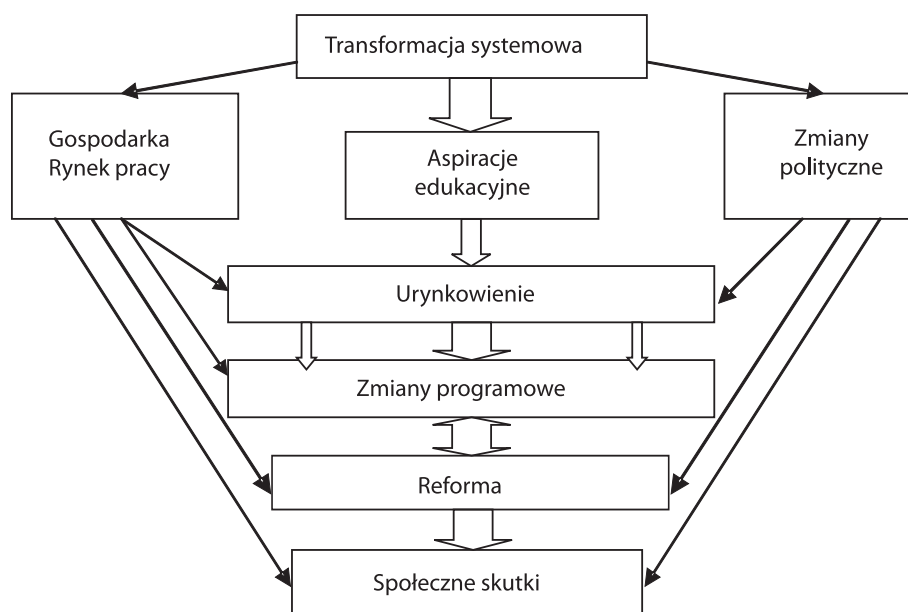 Transformacja systemowa
Gospodarka
Rynek pracy
Aspiracje
edukacyjne
Zmiany
polityczne
Urynkowienie
Zmiany programowe
Reforma
Społeczne skutki